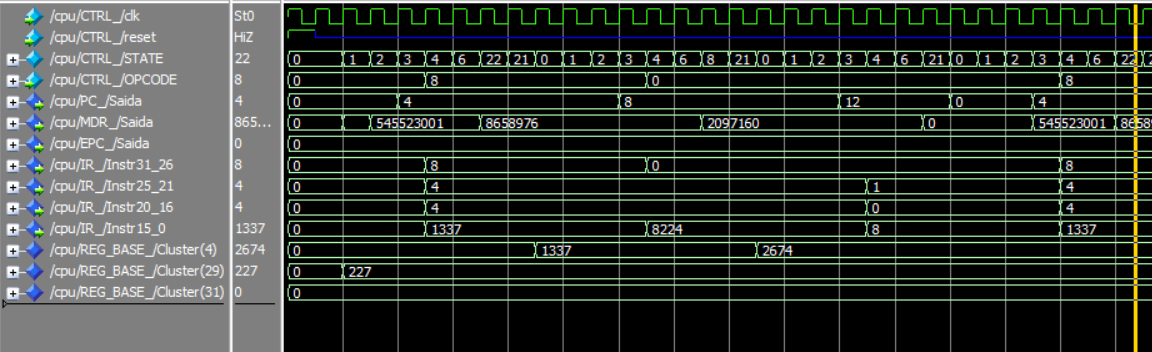 /cpu/CTRL_/clk St0
/cpu/CTRL_/reset HiZ
/cpu/CTRL_/STATE 22 0 1 2 3 4 6 22 21 0 1 2 3 4 6 8 21 0 1 2 3 4 6 21 0 1 2 3 4 6 22
/cpu/CTRL_/OPCODE 8 0 8 0 8
/cpu/PC_/Saida 4 0 4 8 12 0 4
/cpu/MDR_/Saida 865... 0 545523001 8658976 2097160 0 545523001 8658
/cpu/EPC_/Saida 0 0
/cpu/IR_/Instr31_26 8 0 8 0 8
/cpu/IR_/Instr25_21 4 0 4 1 4
/cpu/IR_/Instr20_16 4 0 4 0 4
/cpu/IR_/Instr15_0 1337 0 1337 8224 8 1337
/cpu/REG_BASE_/Cluster(4) 2674 0 1337 2674
/cpu/REG_BASE_/Cluster(29) 227 0 227
/cpu/REG_BASE_/Cluster(31) 0 0